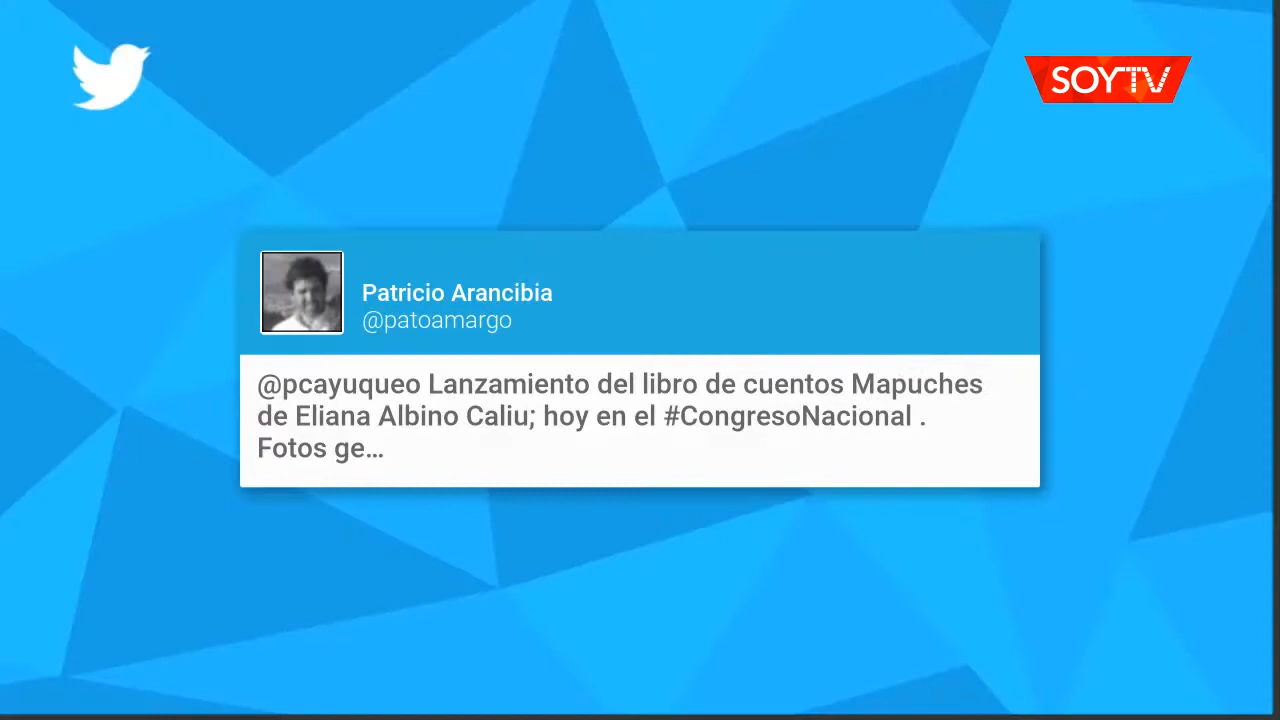 SOYTV
Patricio Arancibia
@patoamargo
@pcayuqueo Lanzamiento del libro de cuentos Mapuches
de Eliana Albino Caliu; hoy en el #CongresoNacional .
Fotos ge...